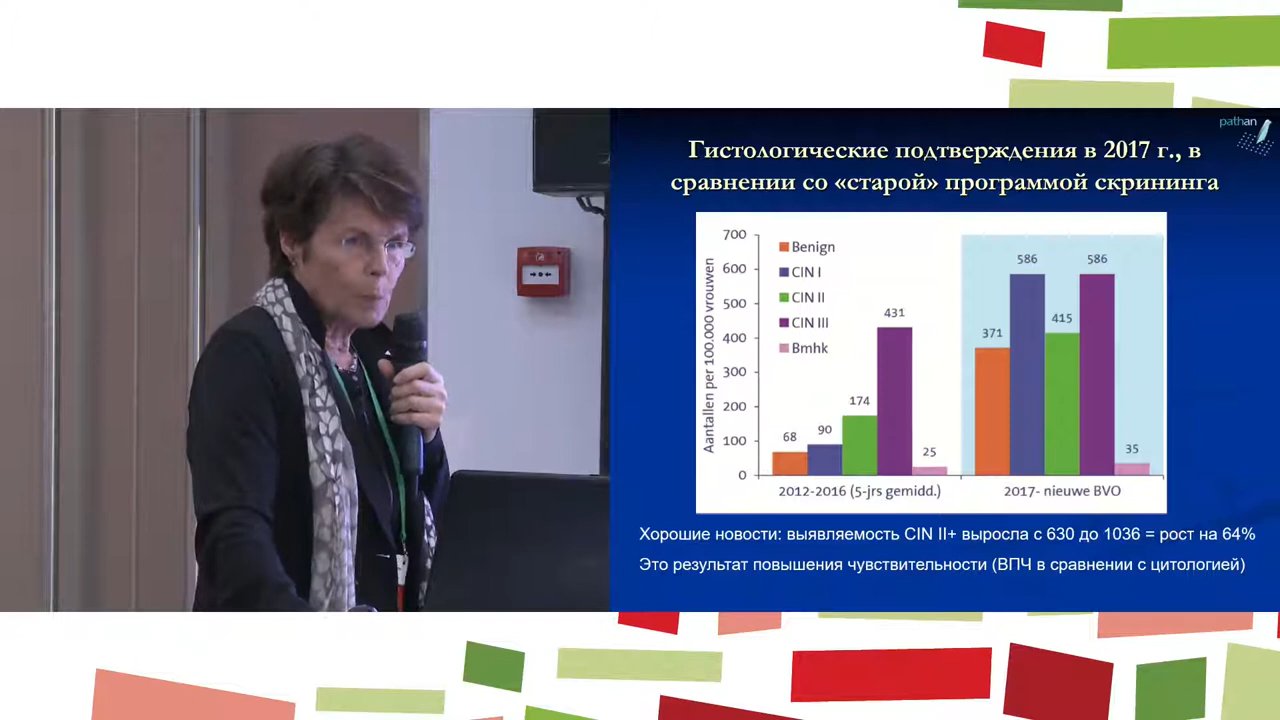 pathan
Гистологические подтверждения в 2017 г., в
сравнении со «старой» программой скрининга
Aantallen per 100.000 vrouwen
700
600
500
400
300
200
100
0
Benign
CIN I
CIN II
CIN III
Bmhk
68
90
174
431
25
371
586
415
586
35
2012-2016 (5-jrs gemidd.)
2017- nieuwe BVO
Хорошие новости: выявляемость CIN II+ выросла с 630 до 1036 = рост на 64%
Это результат повышения чувствительности (ВПЧ в сравнении с цитологией)